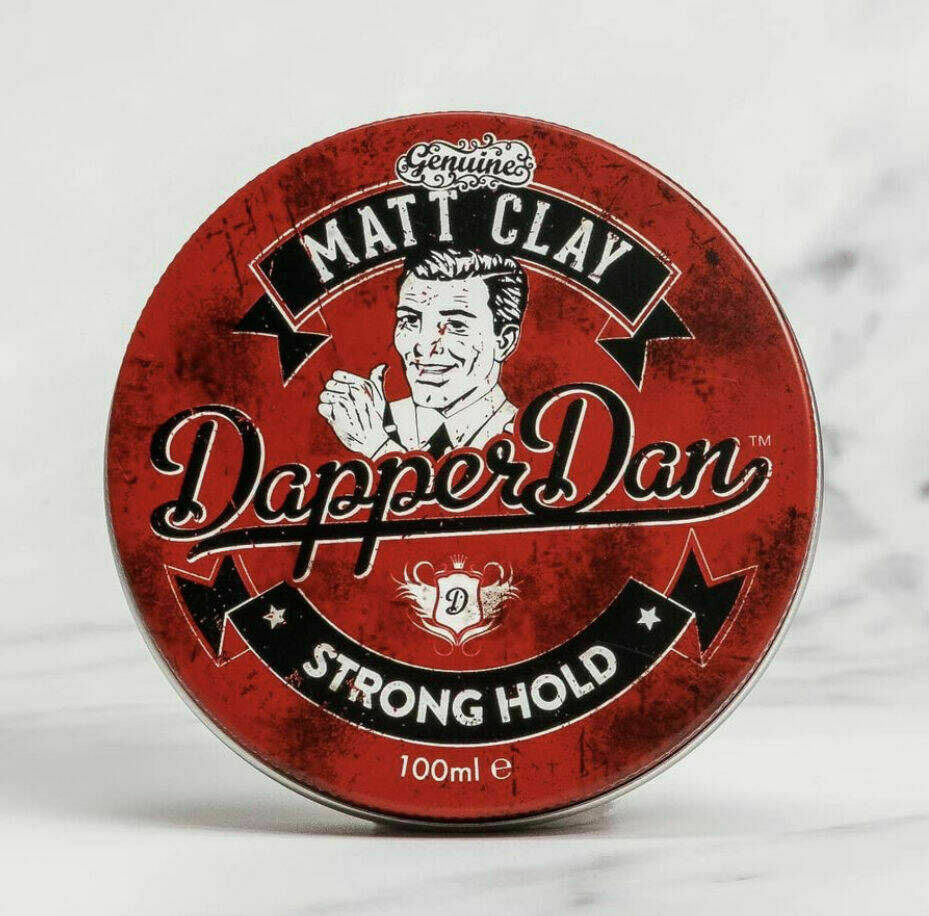 Genuine
MATT CLAY
DapperDan™
D
STRONG HOLD
100ml ℮